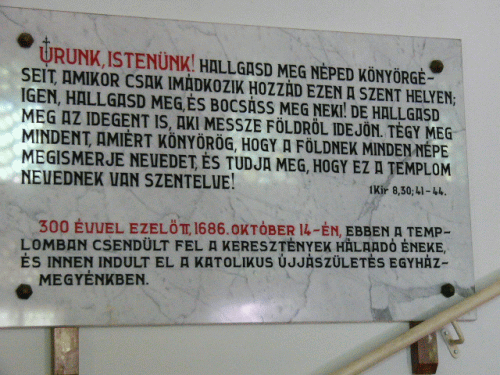 URUNK, ISTENÜNK! HALLGASD MEG NÉPED KÖNYÖRGÉ-
SEIT, AMIKOR CSAK IMÁDKOZIK HOZZÁD EZEN A SZENT HELYEN;
IGEN, HALLGASD MEG, ÉS BOCSÁSS MEG NEKI! DE HALLGASD
MEG AZ IDEGENT IS, AKI MESSZE FÖLDRŐL IDEJÖN. TÉGY MEG
MINDENT, AMIÉRT KÖNYÖRÖG, HOGY A FÖLDNEK MINDEN NÉPE
MEGISMERJE NEVEDET, ÉS TUDJA MEG, HOGY EZ A TEMPLOM
NEVEDNEK VAN SZENTELVE!
1 Kir 8,30; 41-44.
300 ÉVVEL EZELŐTT, 1686. OKTÓBER 14-ÉN, EBBEN A TEMP-
LOMBAN CSENDÜLT FEL A KERESZTÉNYEK HÁLAADÓ ÉNEKE,
ÉS INNEN INDULT EL A KATOLIKUS ÚJJÁSZÜLETÉS EGYHÁZ-
MEGYÉNKBEN.